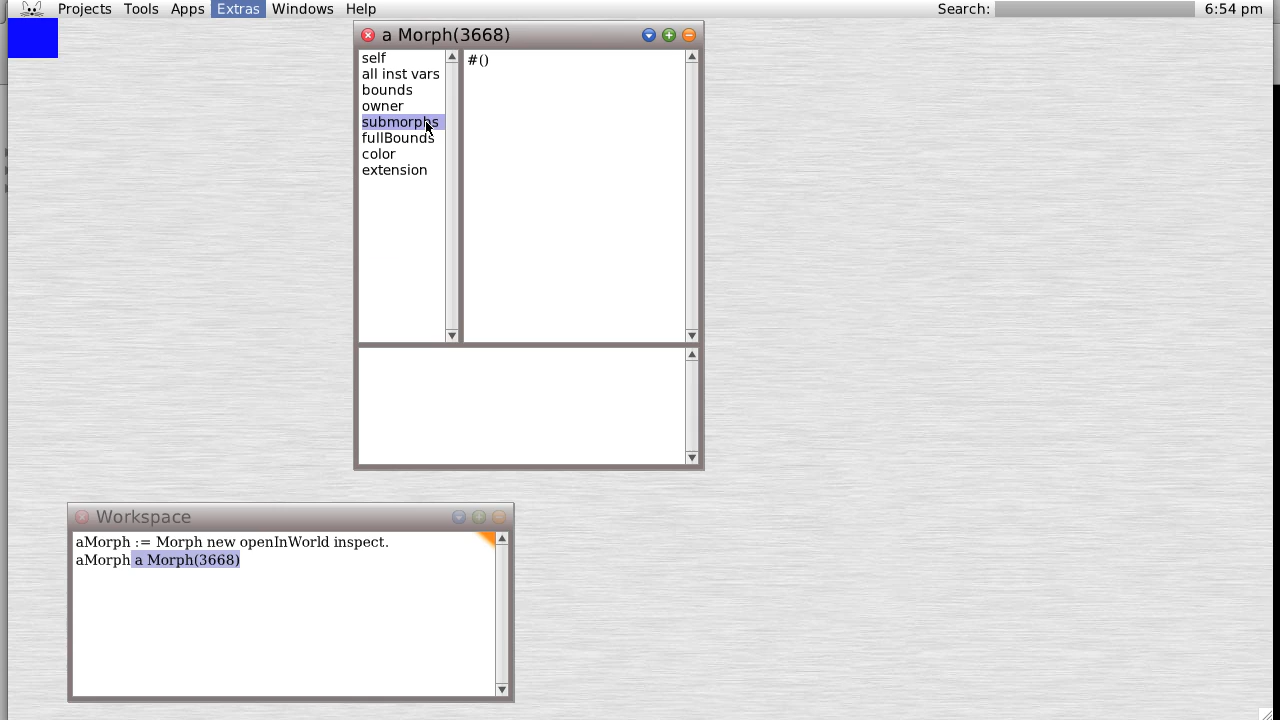 Projects Tools Apps Extras Windows Help Search: 6:54 pm
a Morph(3668)
self
all inst vars
bounds
owner
submorphs
fullBounds
color
extension
#()
Workspace
aMorph := Morph new openInWorld inspect.
aMorph a Morph(3668)